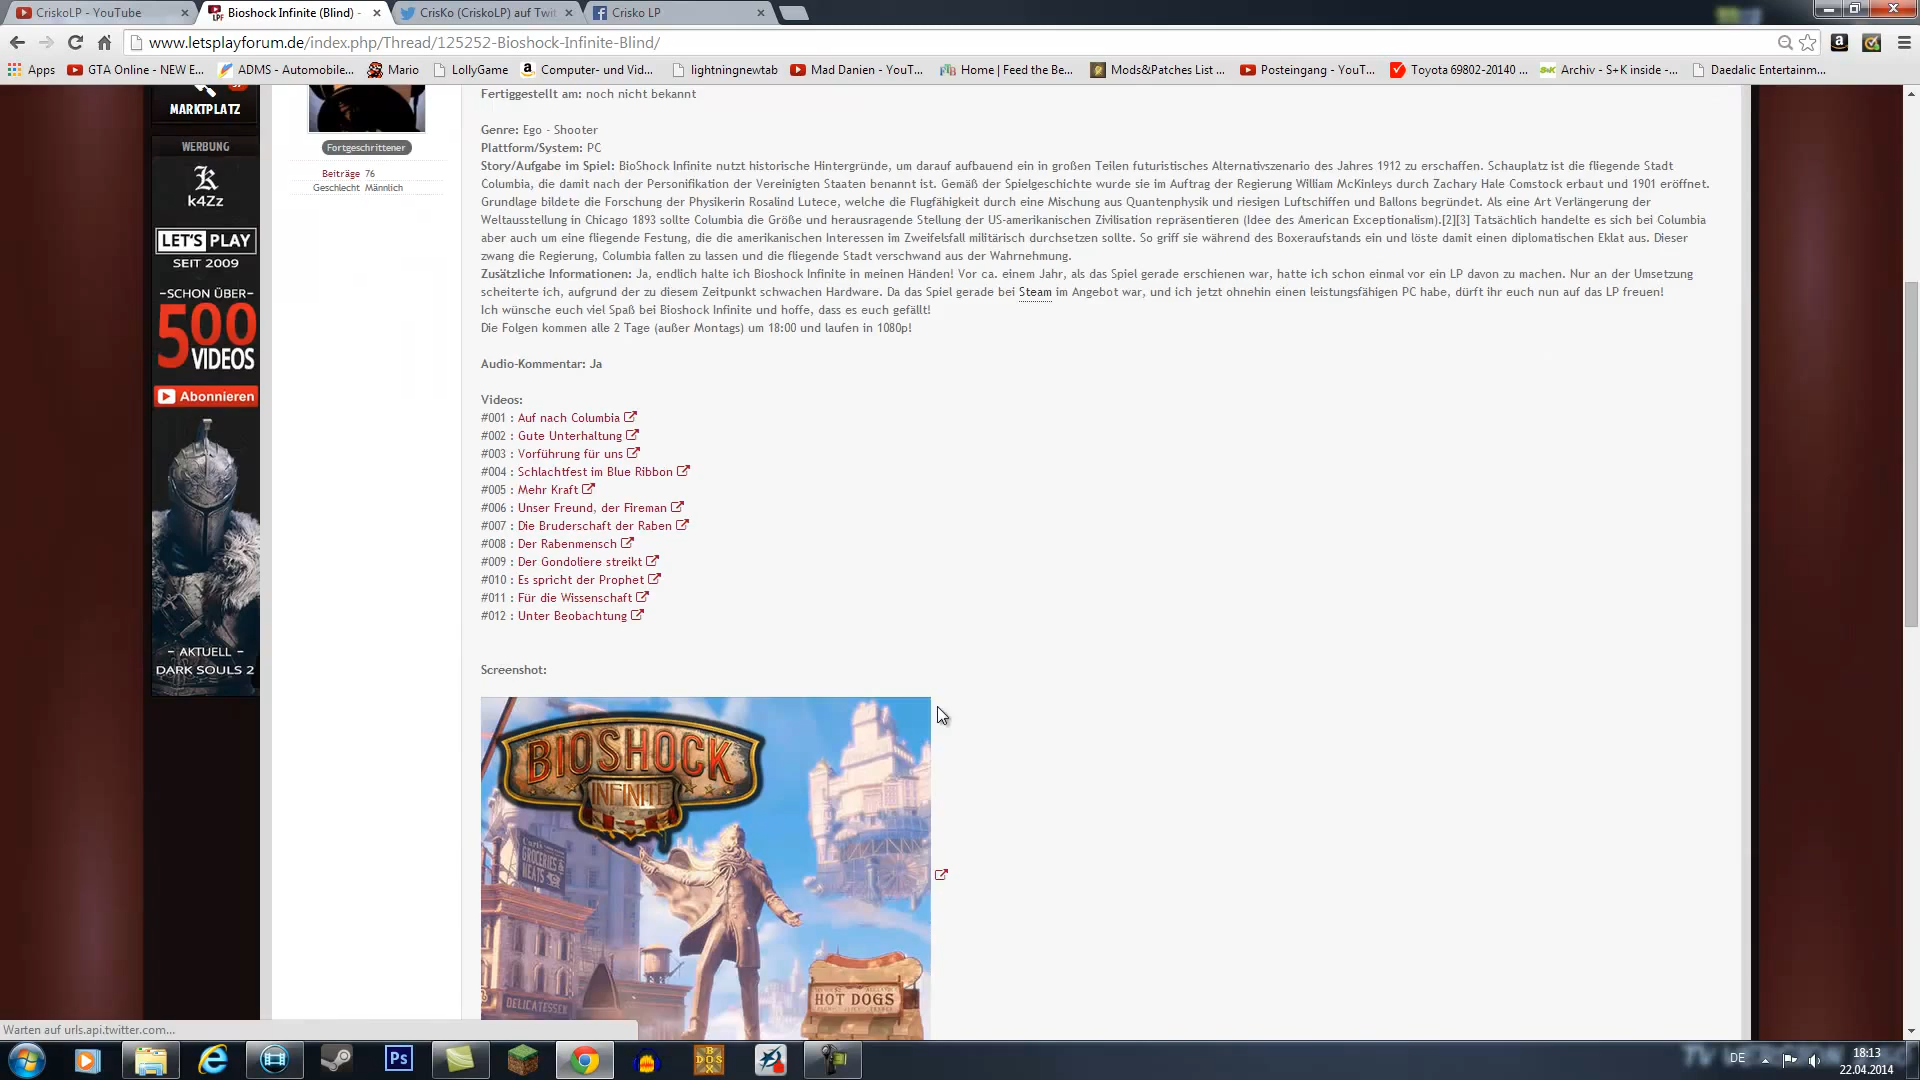 CriskoLP - YouTube
Bioshock Infinite (Blind) -
CrisKo (CriskoLP) auf Twit
Crisko LP
www.letsplayforum.de/index.php/Thread/125252-Bioshock-Infinite-Blind/
Apps
GTA Online - NEW E...
ADMS - Automobile...
Mario
LollyGame
Computer- und Vid...
lightningnewtab
Mad Danien - YouT...
Home | Feed the Be...
Mods&Patches List ...
Posteingang - YouT...
Toyota 69802-20140 ...
Archiv - S+K inside -...
Daedalic Entertainm...
MARKTPLATZ
WERBUNG
k4Zz
LET'S PLAY
SEIT 2009
-SCHON ÜBER-
500
VIDEOS
Abonnieren
- AKTUELL -
DARK SOULS 2
Fortgeschrittener
Beiträge 76
Geschlecht Männlich
Fertiggestellt am: noch nicht bekannt
Genre: Ego - Shooter
Plattform/System: PC
Story/Aufgabe im Spiel: BioShock Infinite nutzt historische Hintergründe, um darauf aufbauend ein in großen Teilen futuristisches Alternativszenario des Jahres 1912 zu erschaffen. Schauplatz ist die fliegende Stadt
Columbia, die damit nach der Personifikation der Vereinigten Staaten benannt ist. Gemäß der Spielgeschichte wurde sie im Auftrag der Regierung William McKinleys durch Zachary Hale Comstock erbaut und 1901 eröffnet.
Grundlage bildete die Forschung der Physikerin Rosalind Lutece, welche die Flugfähigkeit durch eine Mischung aus Quantenphysik und riesigen Luftschiffen und Ballons begründet. Als eine Art Verlängerung der
Weltausstellung in Chicago 1893 sollte Columbia die Größe und herausragende Stellung der US-amerikanischen Zivilisation repräsentieren (Idee des American Exceptionalism).[2][3] Tatsächlich handelte es sich bei Columbia
aber auch um eine fliegende Festung, die die amerikanischen Interessen im Zweifelsfall militärisch durchsetzen sollte. So griff sie während des Boxeraufstands ein und löste damit einen diplomatischen Eklat aus. Dieser
zwang die Regierung, Columbia fallen zu lassen und die fliegende Stadt verschwand aus der Wahrnehmung.
Zusätzliche Informationen: Ja, endlich halte ich Bioshock Infinite in meinen Händen! Vor ca. einem Jahr, als das Spiel gerade erschienen war, hatte ich schon einmal vor ein LP davon zu machen. Nur an der Umsetzung
scheiterte ich, aufgrund der zu diesem Zeitpunkt schwachen Hardware. Da das Spiel gerade bei Steam im Angebot war, und ich jetzt ohnehin einen leistungsfähigen PC habe, dürft ihr euch nun auf das LP freuen!
Ich wünsche euch viel Spaß bei Bioshock Infinite und hoffe, dass es euch gefällt!
Die Folgen kommen alle 2 Tage (außer Montags) um 18:00 und laufen in 1080p!
Audio-Kommentar: Ja
Videos:
#001 : Auf nach Columbia
#002 : Gute Unterhaltung
#003 : Vorführung für uns
#004 : Schlachtfest im Blue Ribbon
#005 : Mehr Kraft
#006 : Unser Freund, der Fireman
#007 : Die Bruderschaft der Raben
#008 : Der Rabenmensch
#009 : Der Gondoliere streikt
#010 : Es spricht der Prophet
#011 : Für die Wissenschaft
#012 : Unter Beobachtung
Screenshot:
BIOSHOCK
INFINITE
GROCERIES
MEATS
DELICATESSEN
HOT DOGS
Warten auf urls.api.twitter.com...
Ps
DOS
DE
18:13
22.04.2014